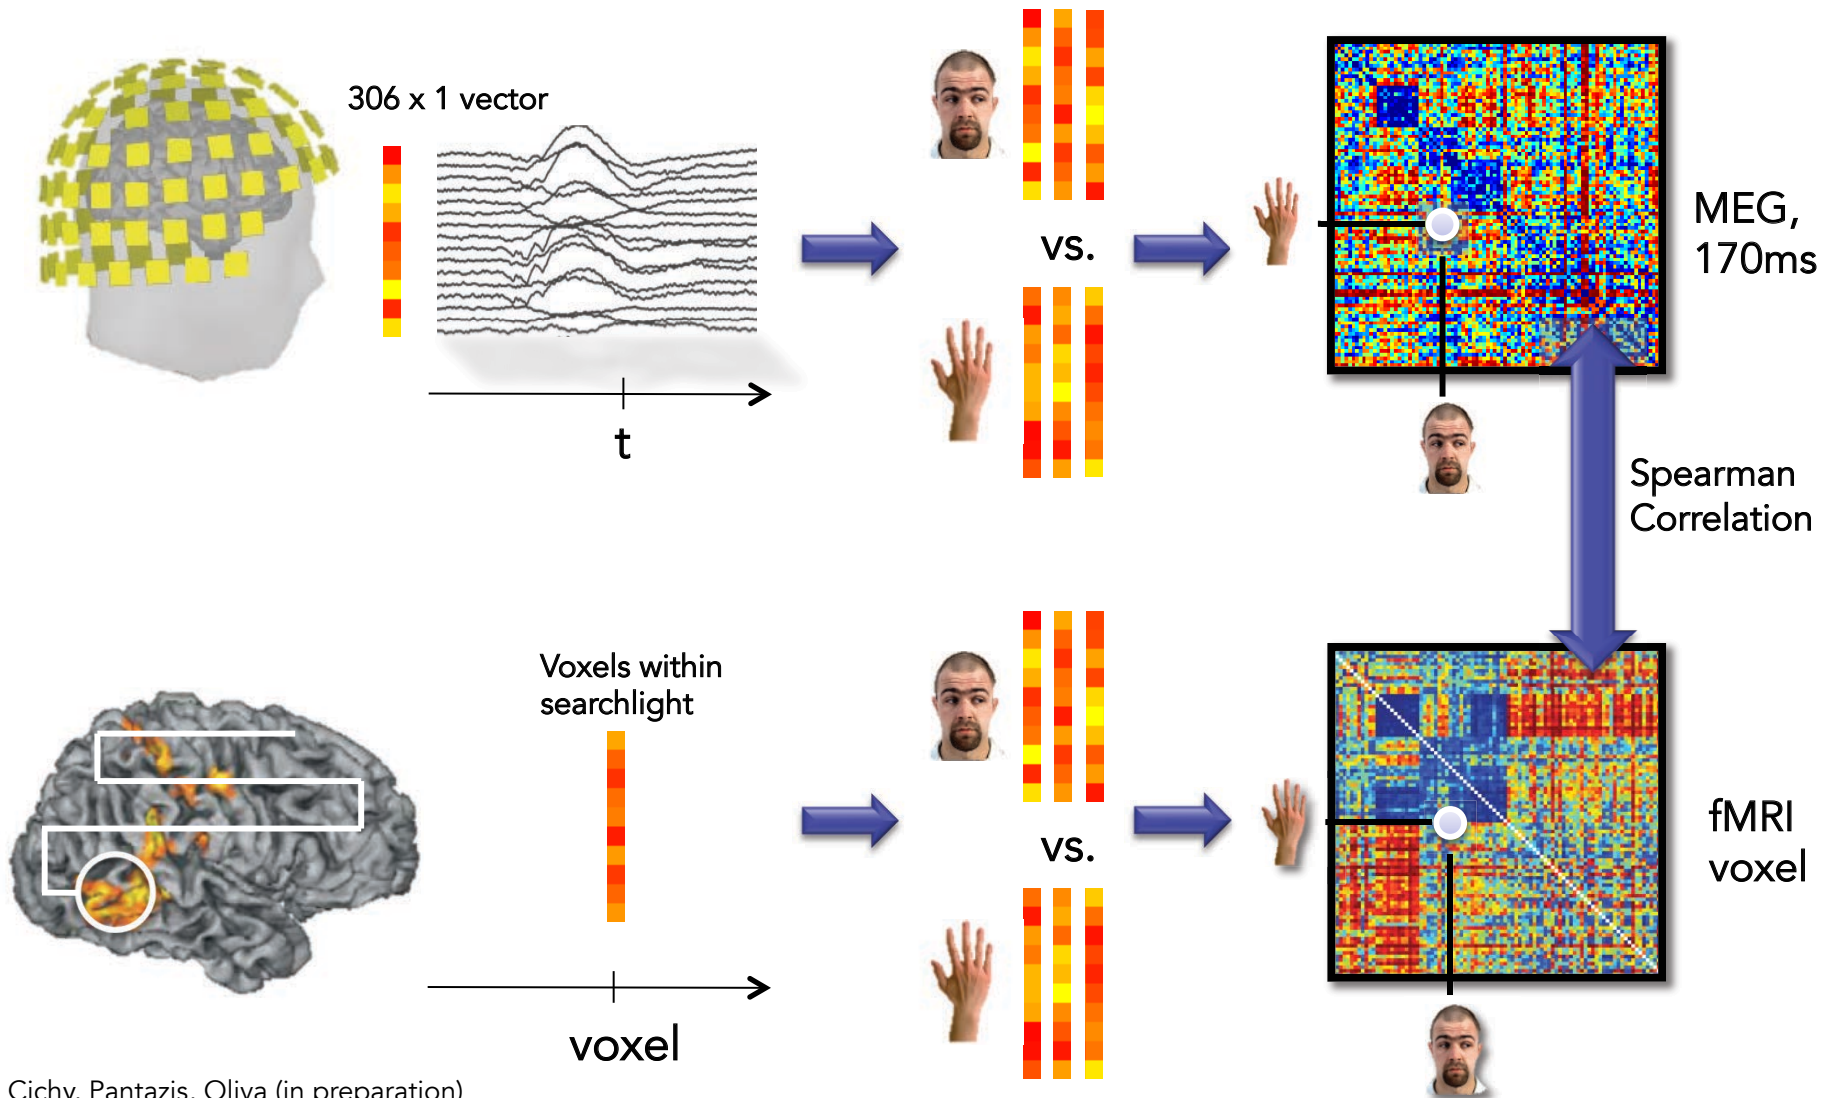 306 x 1 vector
t
vs.
MEG,
170ms
Spearman
Correlation
Voxels within
searchlight
voxel
vs.
fMRI
voxel
Cichy, Pantazis, Oliva (in preparation)